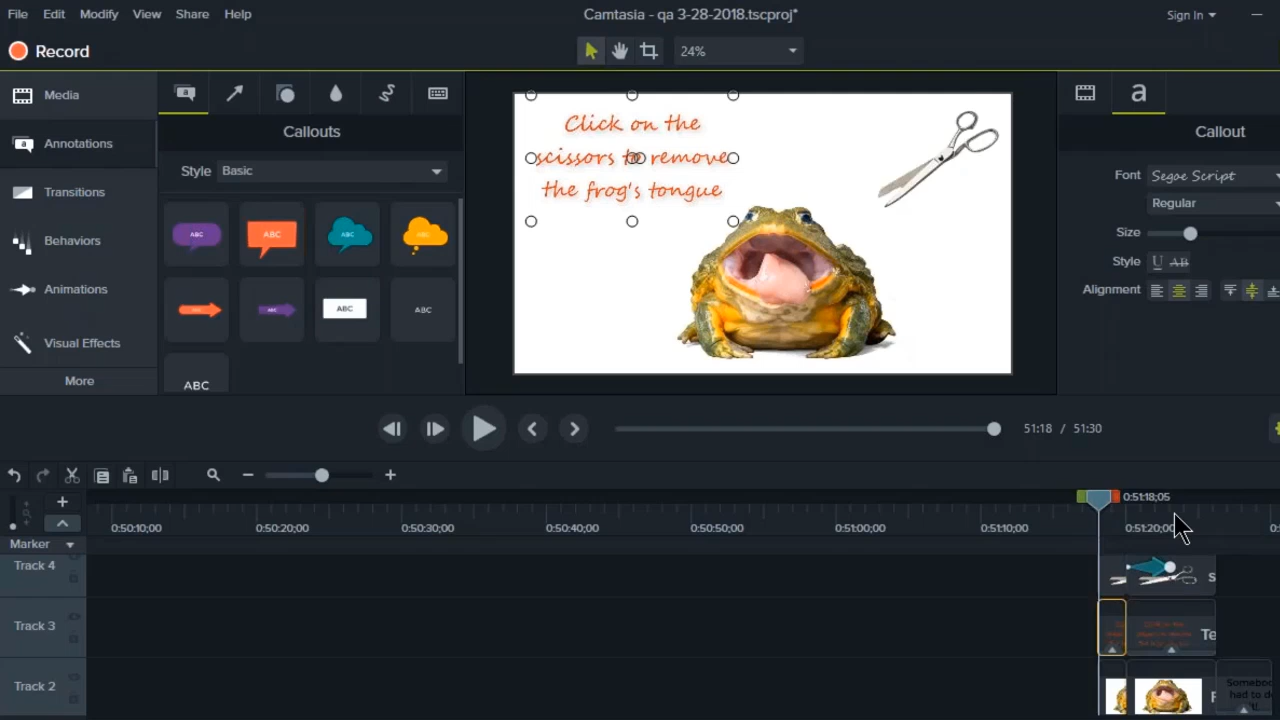 File Edit Modify View Share Help
Camtasia - qa 3-28-2018.tscproj*
Sign In
Record
24%
Media
Annotations
Transitions
Behaviors
Animations
Visual Effects
More
Callouts
Style Basic
ABC
ABC
ABC
ABC
ABC
ABC
ABC
Click on the
scissors to remove
the frog's tongue
a
Callout
Font Segoe Script
Regular
Size
Style U AB
Alignment
51:18 / 51:30
0:51:18;05
0:50:10;00 0:50:20;00 0:50:30;00 0:50:40;00 0:50:50;00 0:51:00;00 0:51:10;00 0:51:20;00
Marker
Track 4
Track 3
Te
Track 2
Somebod
had to d